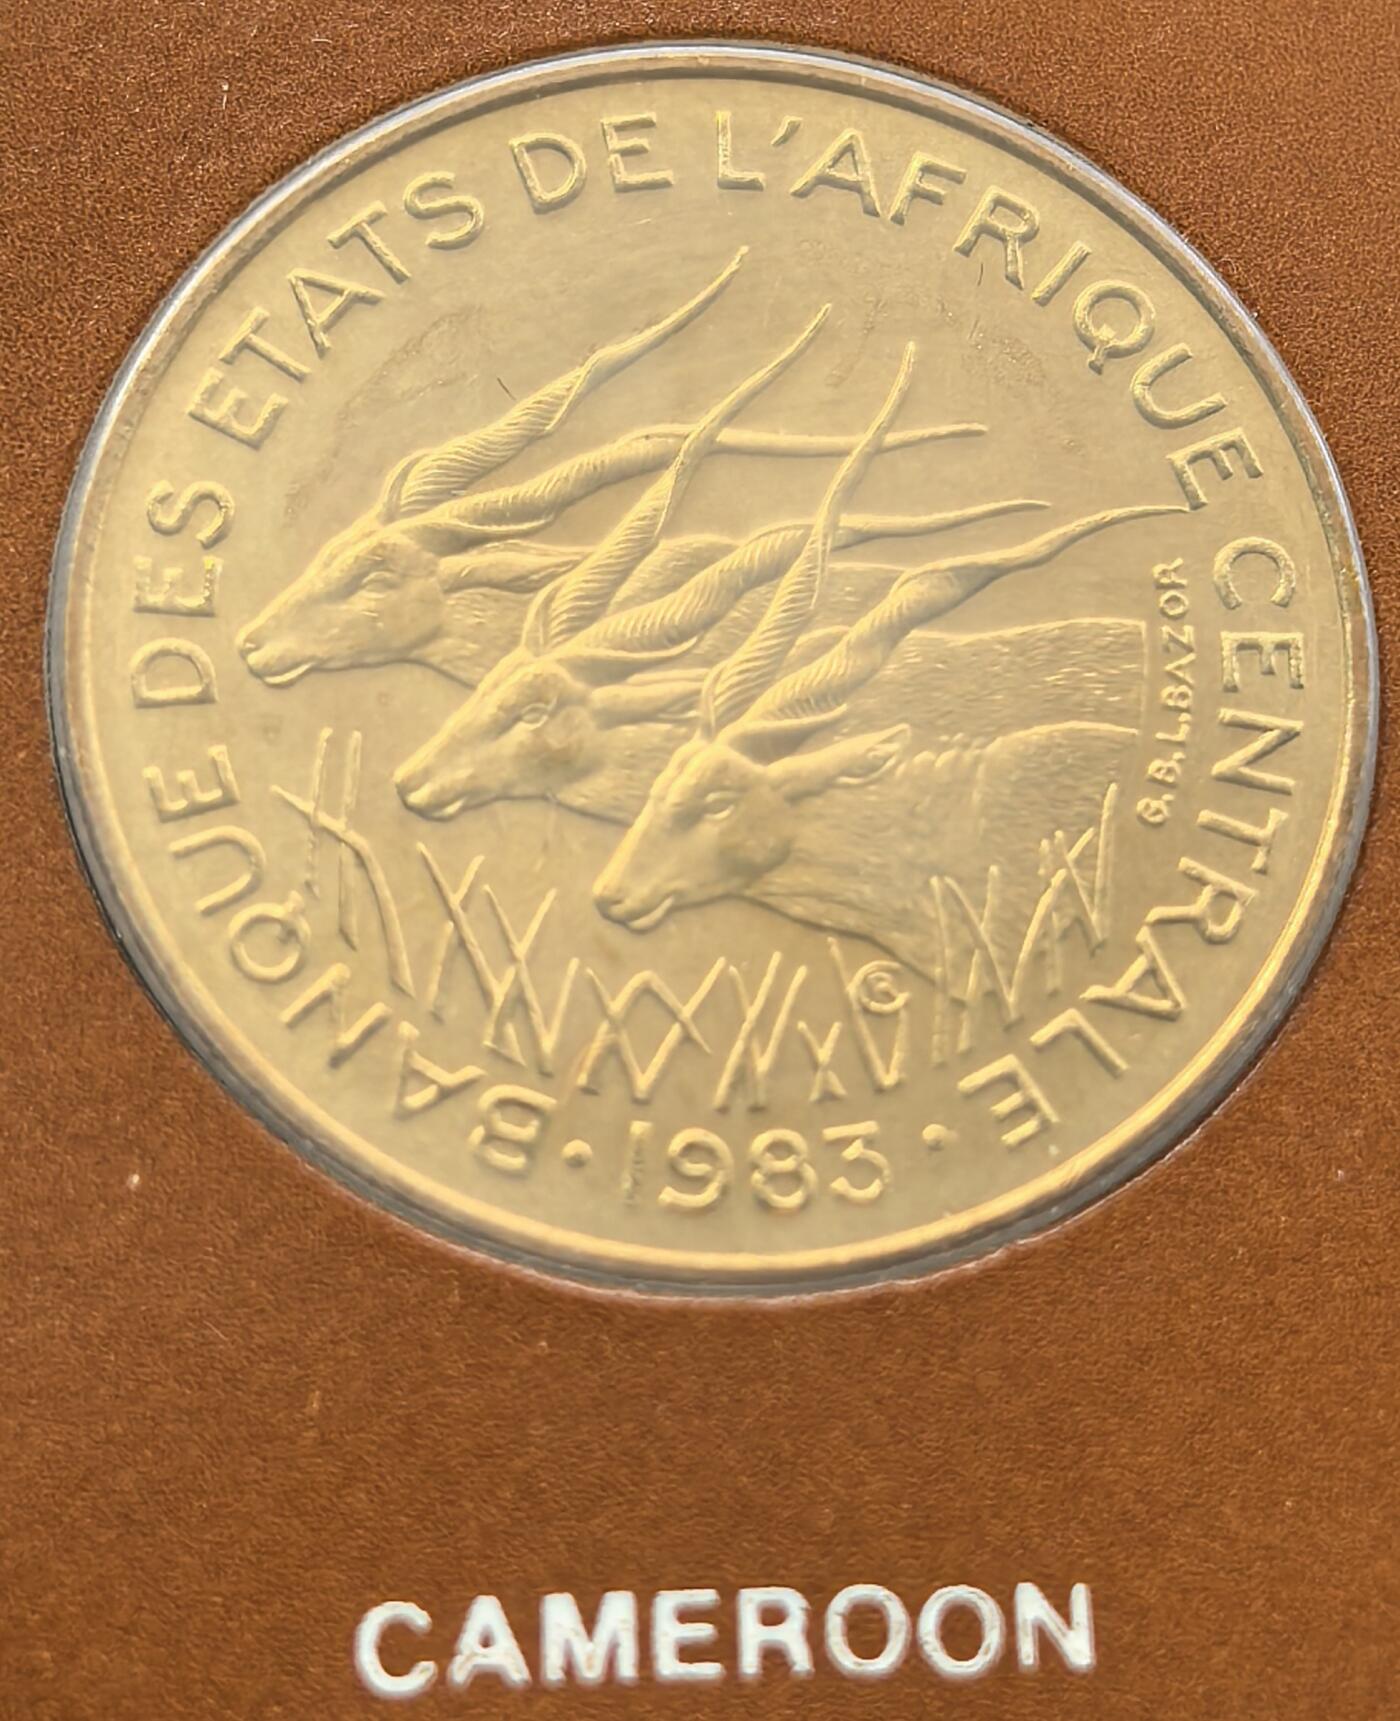 BANQUE DES ETATS DE L'AFRIQUE CENTRALE
G.B.L.BAZOR
· 1983 ·
CAMEROON